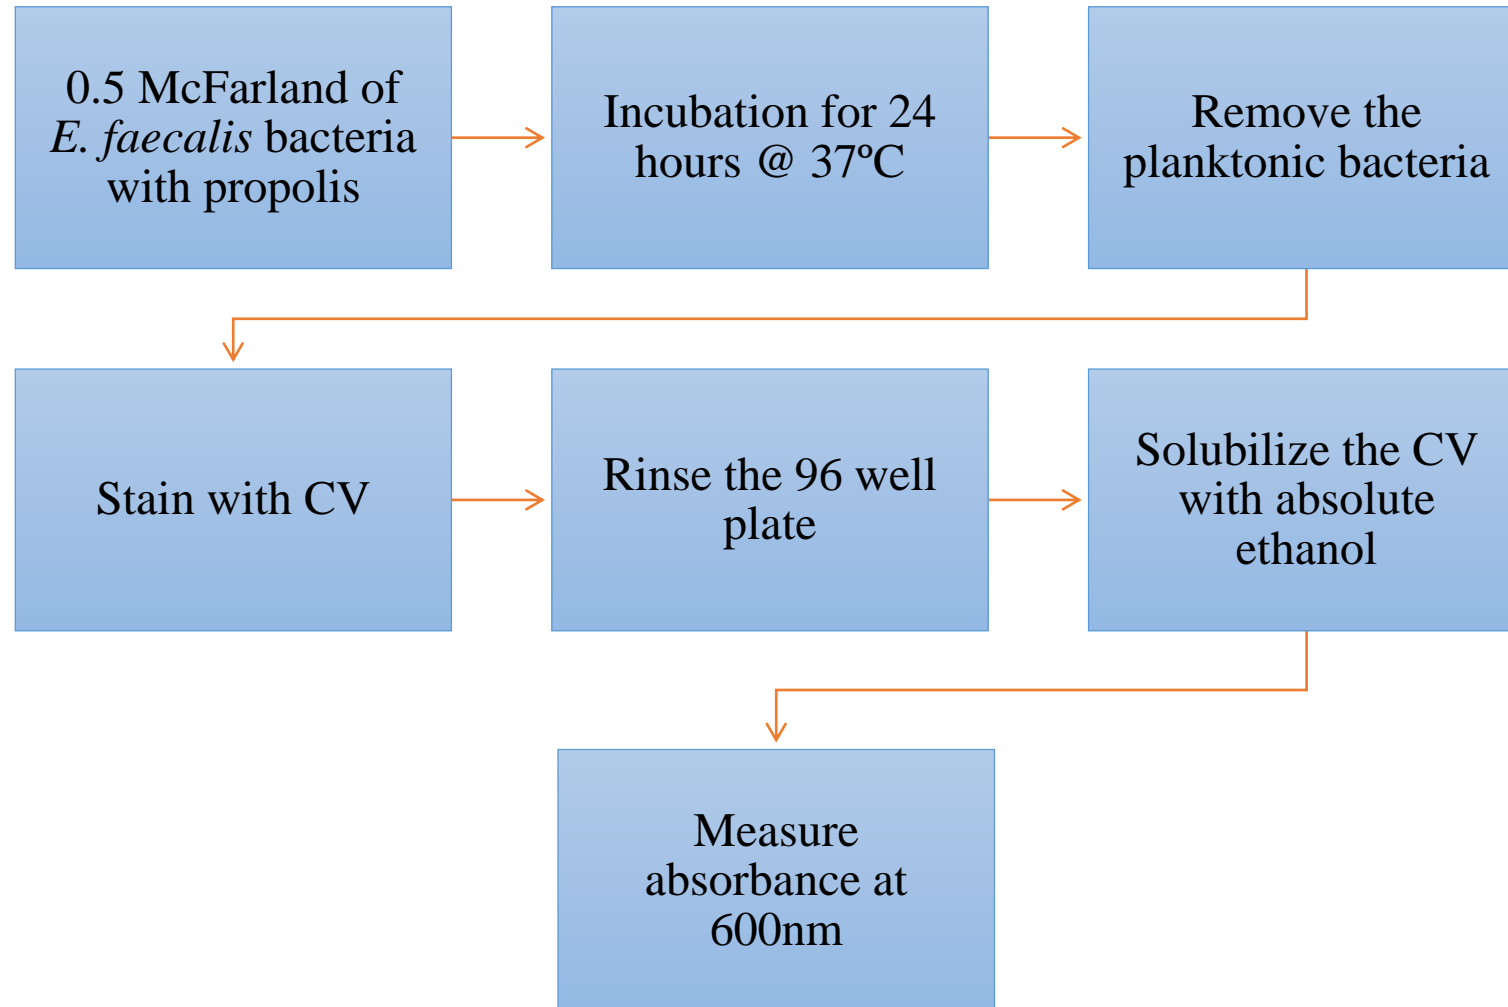 0.5 McFarland of
E. faecalis bacteria
with propolis
Incubation for 24
hours @ 37ºC
Remove the
planktonic bacteria
Stain with CV
Rinse the 96 well
plate
Solubilize the CV
with absolute
ethanol
Measure
absorbance at
600nm